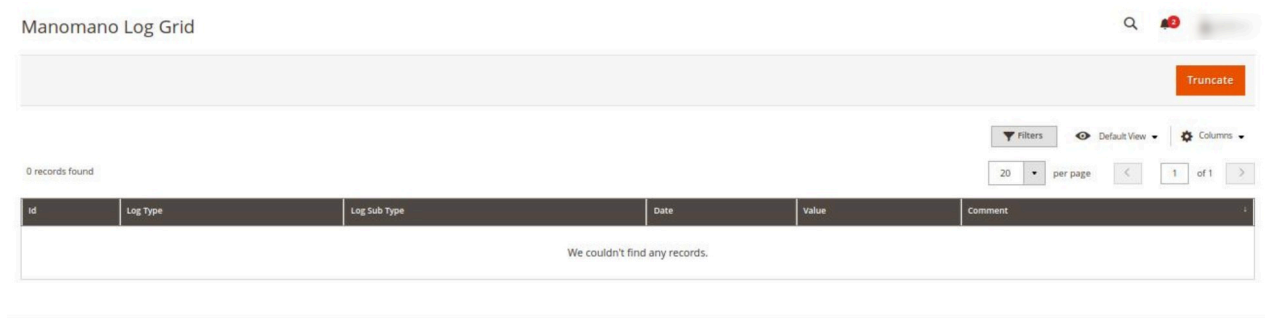 Manomano Log Grid
2
Truncate
Filters Default View Columns
0 records found
20 per page 1 of 1
Id Log Type Log Sub Type Date Value Comment
We couldn't find any records.